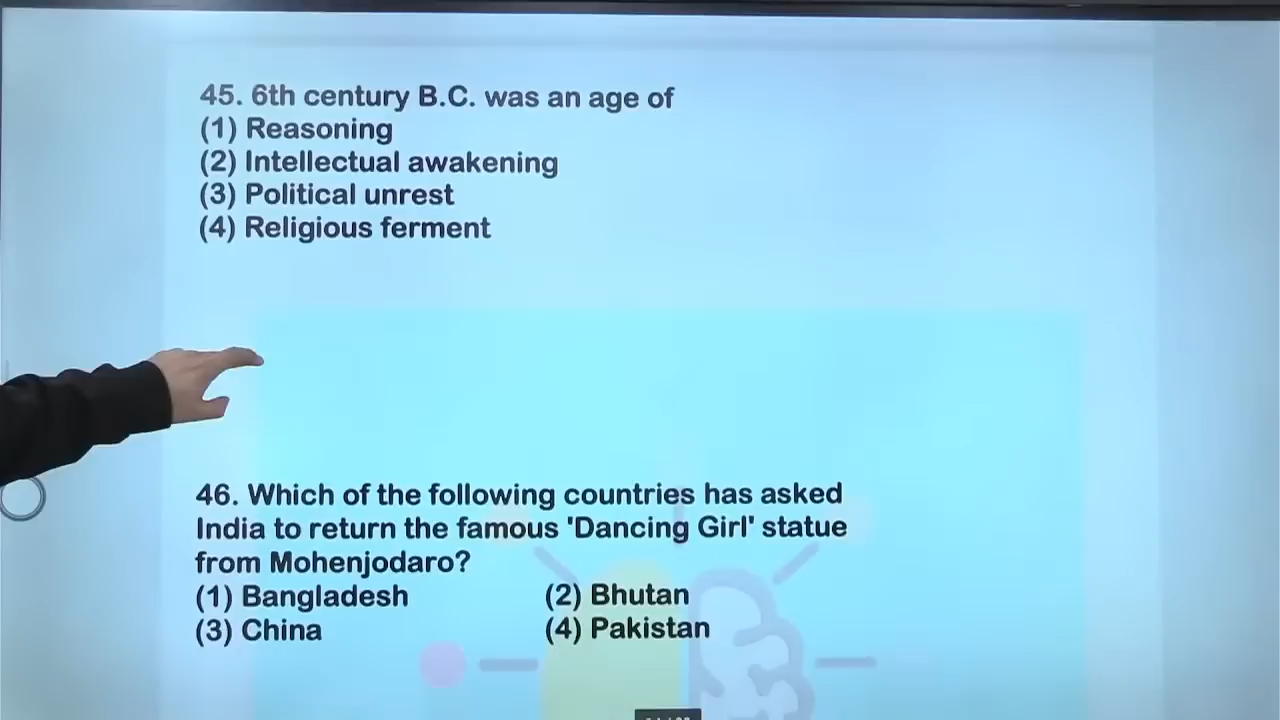 45. 6th century B.C. was an age of
(1) Reasoning
(2) Intellectual awakening
(3) Political unrest
(4) Religious ferment
46. Which of the following countries has asked
India to return the famous 'Dancing Girl' statue
from Mohenjodaro?
(1) Bangladesh (2) Bhutan
(3) China (4) Pakistan